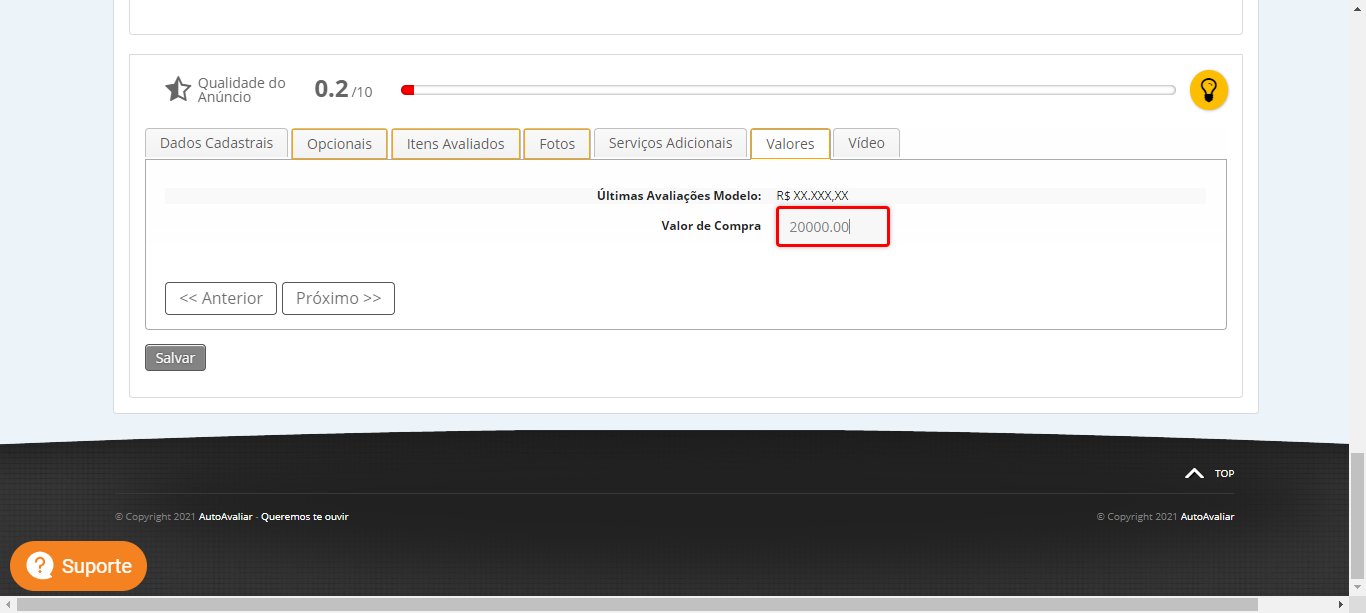 Qualidade do
Anúncio
0.2 /10
Dados Cadastrais Opcionais Itens Avaliados Fotos Serviços Adicionais Valores Vídeo
Últimas Avaliações Modelo: R$ XX.XXX,XX
Valor de Compra 20000.00
<< Anterior Próximo >>
Salvar
TOP
© Copyright 2021 AutoAvaliar - Queremos te ouvir © Copyright 2021 AutoAvaliar
? Suporte